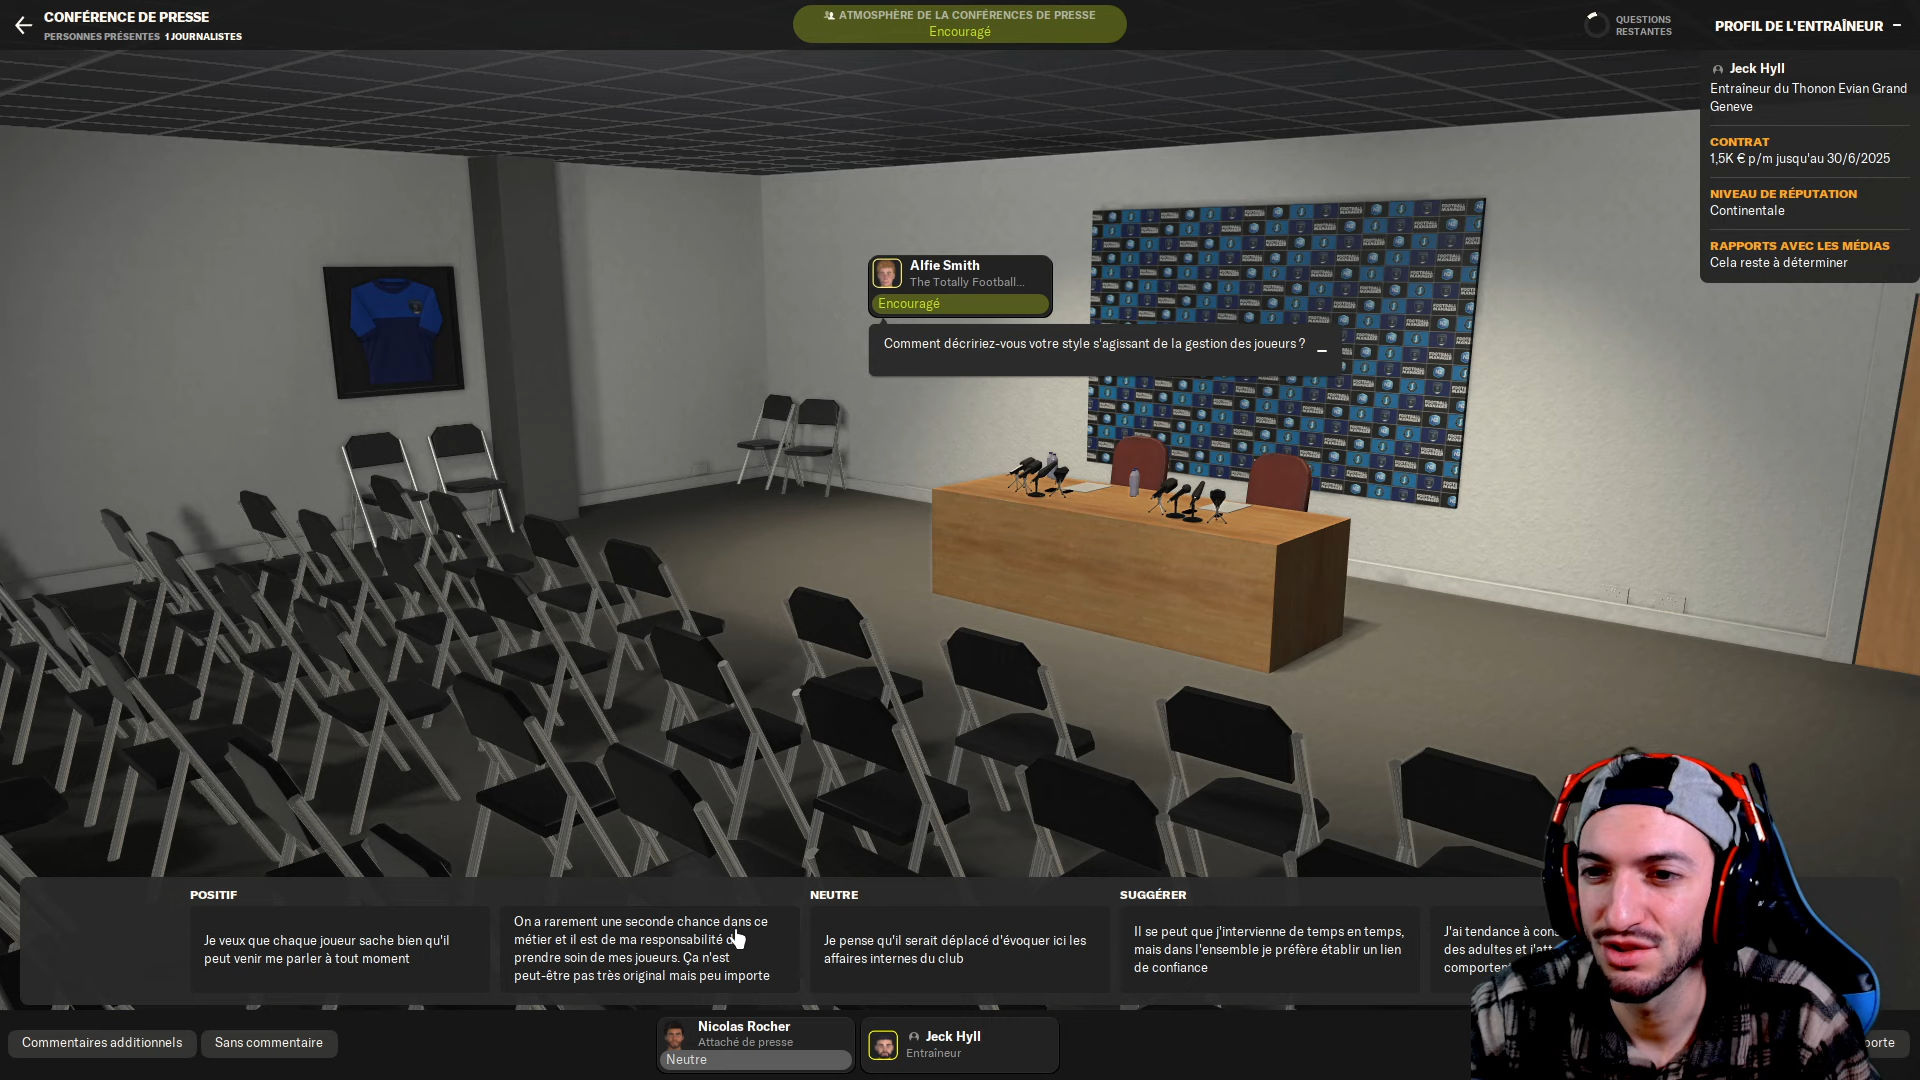 CONFÉRENCE DE PRESSE
PERSONNES PRÉSENTES 1 JOURNALISTES
ATMOSPHÈRE DE LA CONFÉRENCES DE PRESSE
Encouragé
QUESTIONS
RESTANTES
PROFIL DE L'ENTRAÎNEUR
Jeck Hyll
Entraîneur du Thonon Evian Grand
Geneve
CONTRAT
1,5K € p/m jusqu'au 30/6/2025
NIVEAU DE RÉPUTATION
Continentale
RAPPORTS AVEC LES MÉDIAS
Cela reste à déterminer
Alfie Smith
The Totally Football...
Encouragé
Comment décririez-vous votre style s'agissant de la gestion des joueurs ?
POSITIF
Je veux que chaque joueur sache bien qu'il
peut venir me parler à tout moment
On a rarement une seconde chance dans ce
métier et il est de ma responsabilité
prendre soin de mes joueurs. Ça n'est
peut-être pas très original mais peu importe
NEUTRE
Je pense qu'il serait déplacé d'évoquer ici les
affaires internes du club
SUGGÉRER
Il se peut que j'intervienne de temps en temps,
mais dans l'ensemble je préfère établir un lien
de confiance
J'ai tendance à
des adultes et
Commentaires additionnels
Sans commentaire
Nicolas Rocher
Attaché de presse
Neutre
Jeck Hyll
Entraîneur